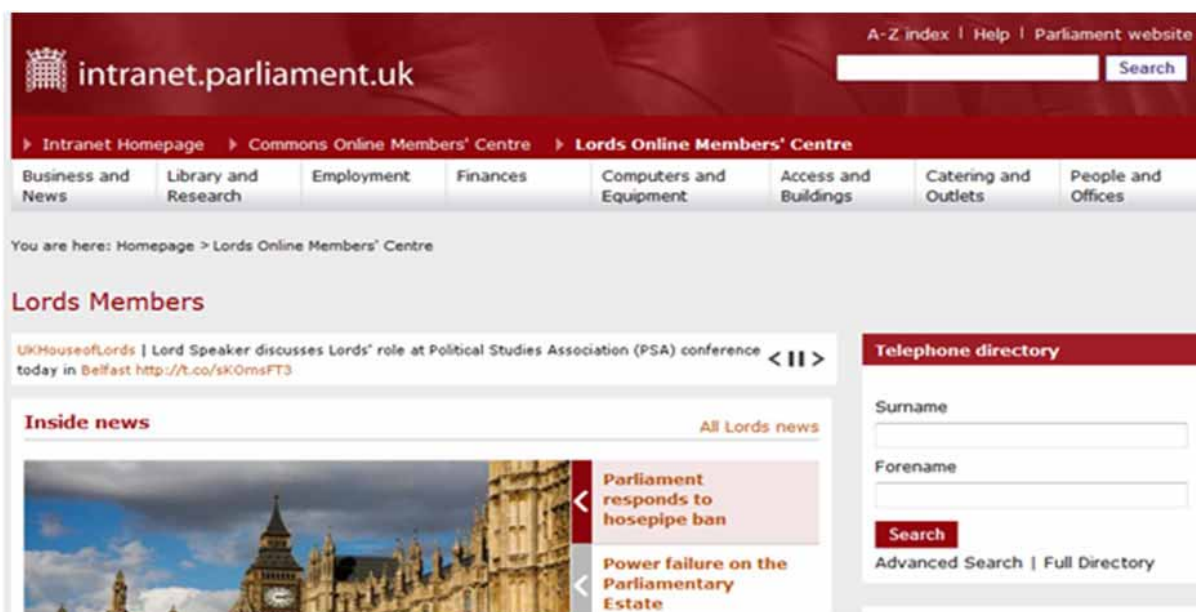 A-Z index | Help | Parliament website
intranet.parliament.uk
Search
Intranet Homepage Commons Online Members' Centre Lords Online Members' Centre
Business and News
Library and Research
Employment
Finances
Computers and Equipment
Access and Buildings
Catering and Outlets
People and Offices
You are here: Homepage > Lords Online Members' Centre
Lords Members
UKHouseofLords | Lord Speaker discusses Lords' role at Political Studies Association (PSA) conference
today in Belfast http://t.co/sKOmsFT3
Inside news
All Lords news
Parliament
responds to
hosepipe ban
Power failure on the
Parliamentary
Estate
Telephone directory
Surname
Forename
Search
Advanced Search | Full Directory